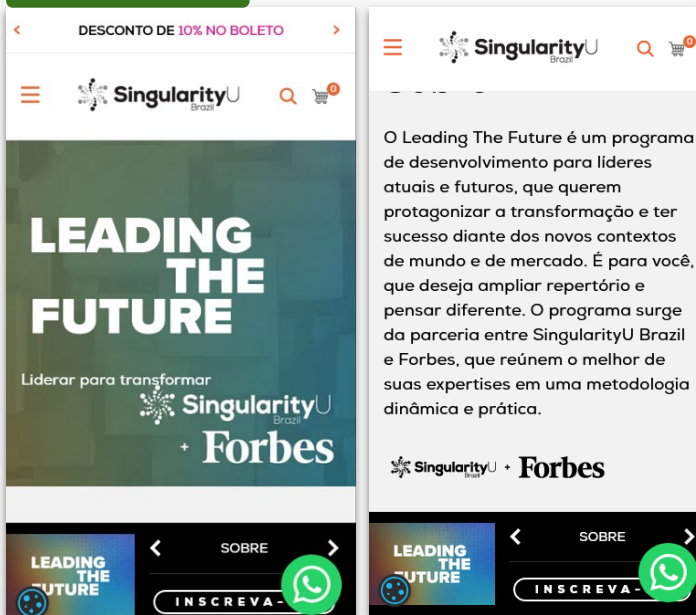 DESCONTO DE 10% NO BOLETO
SingularityU
Brazil
0
LEADING
THE
FUTURE
Liderar para transformar
SingularityU
Brazil
+ Forbes
LEADING
THE
FUTURE
SOBRE
INSCREVA-
SingularityU
Brazil
0
O Leading The Future é um programa
de desenvolvimento para líderes
atuais e futuros, que querem
protagonizar a transformação e ter
sucesso diante dos novos contextos
de mundo e de mercado. É para você,
que deseja ampliar repertório e
pensar diferente. O programa surge
da parceria entre SingularityU Brazil
e Forbes, que reúnem o melhor de
suas expertises em uma metodologia
dinâmica e prática.
SingularityU + Forbes
Brazil
LEADING
THE
FUTURE
SOBRE
INSCREVA-